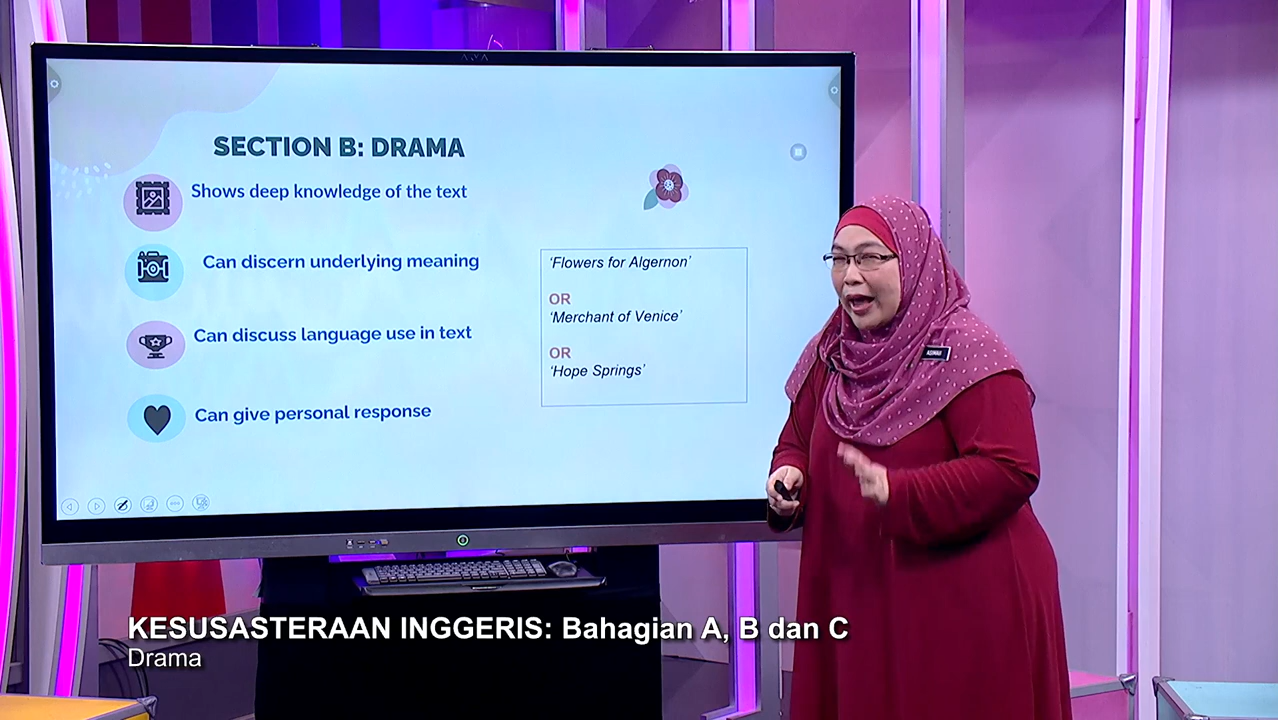 SECTION B: DRAMA
Shows deep knowledge of the text
Can discern underlying meaning
Can discuss language use in text
Can give personal response
‘Flowers for Algernon’
OR
‘Merchant of Venice’
OR
‘Hope Springs’
KESUSASTERAAN INGGERIS: Bahagian A, B dan C
Drama